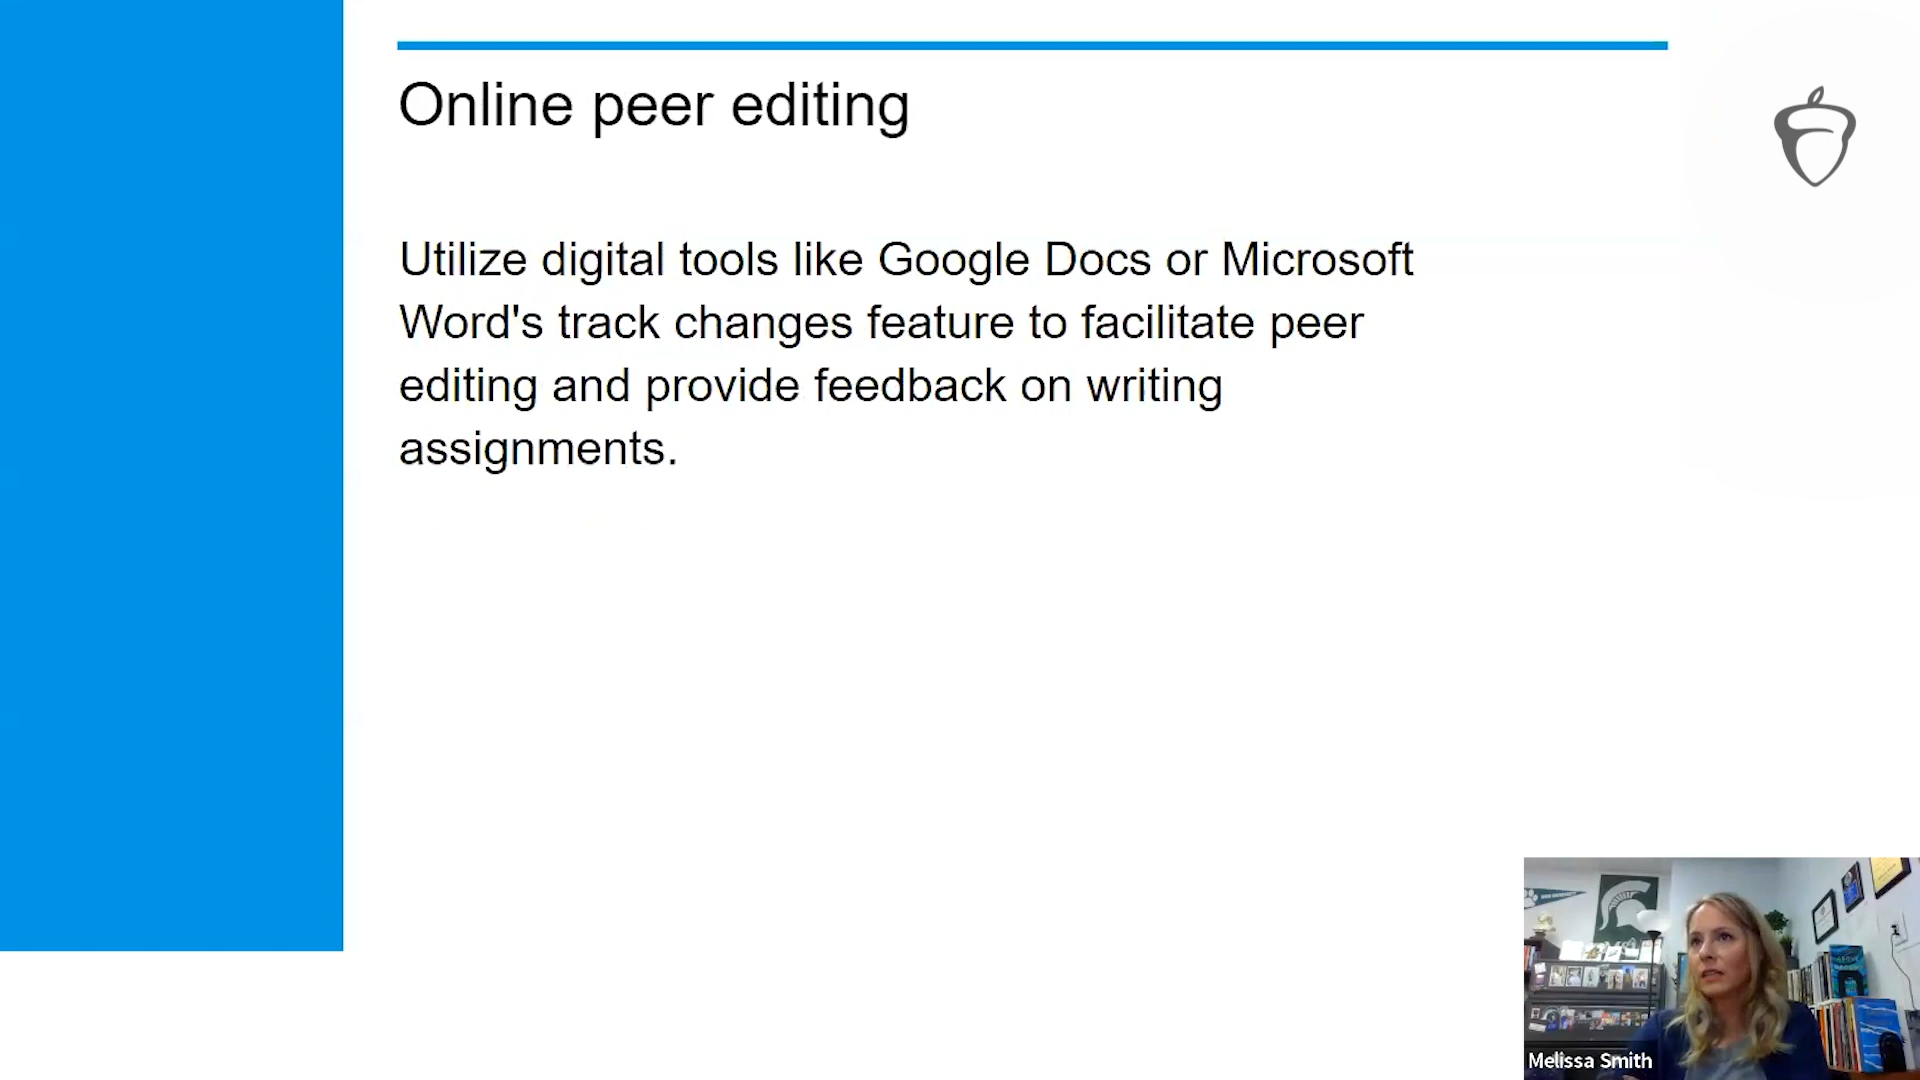 Online peer editing
Utilize digital tools like Google Docs or Microsoft
Word's track changes feature to facilitate peer
editing and provide feedback on writing
assignments.
Melissa Smith